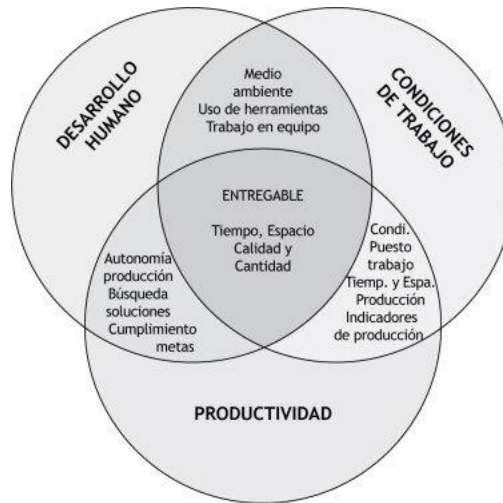 DESARROLLO
HUMANO
Medio
ambiente
Uso de herramientas
Trabajo en equipo
CONDICIONES
DE TRABAJO
ENTREGABLE
Tiempo, Espacio
Calidad y
Cantidad
Autonomía
producción
Búsqueda
soluciones
Cumplimiento
metas
Condi.
Puesto
trabajo
Tiemp. y Espa.
Producción
Indicadores
de producción
PRODUCTIVIDAD